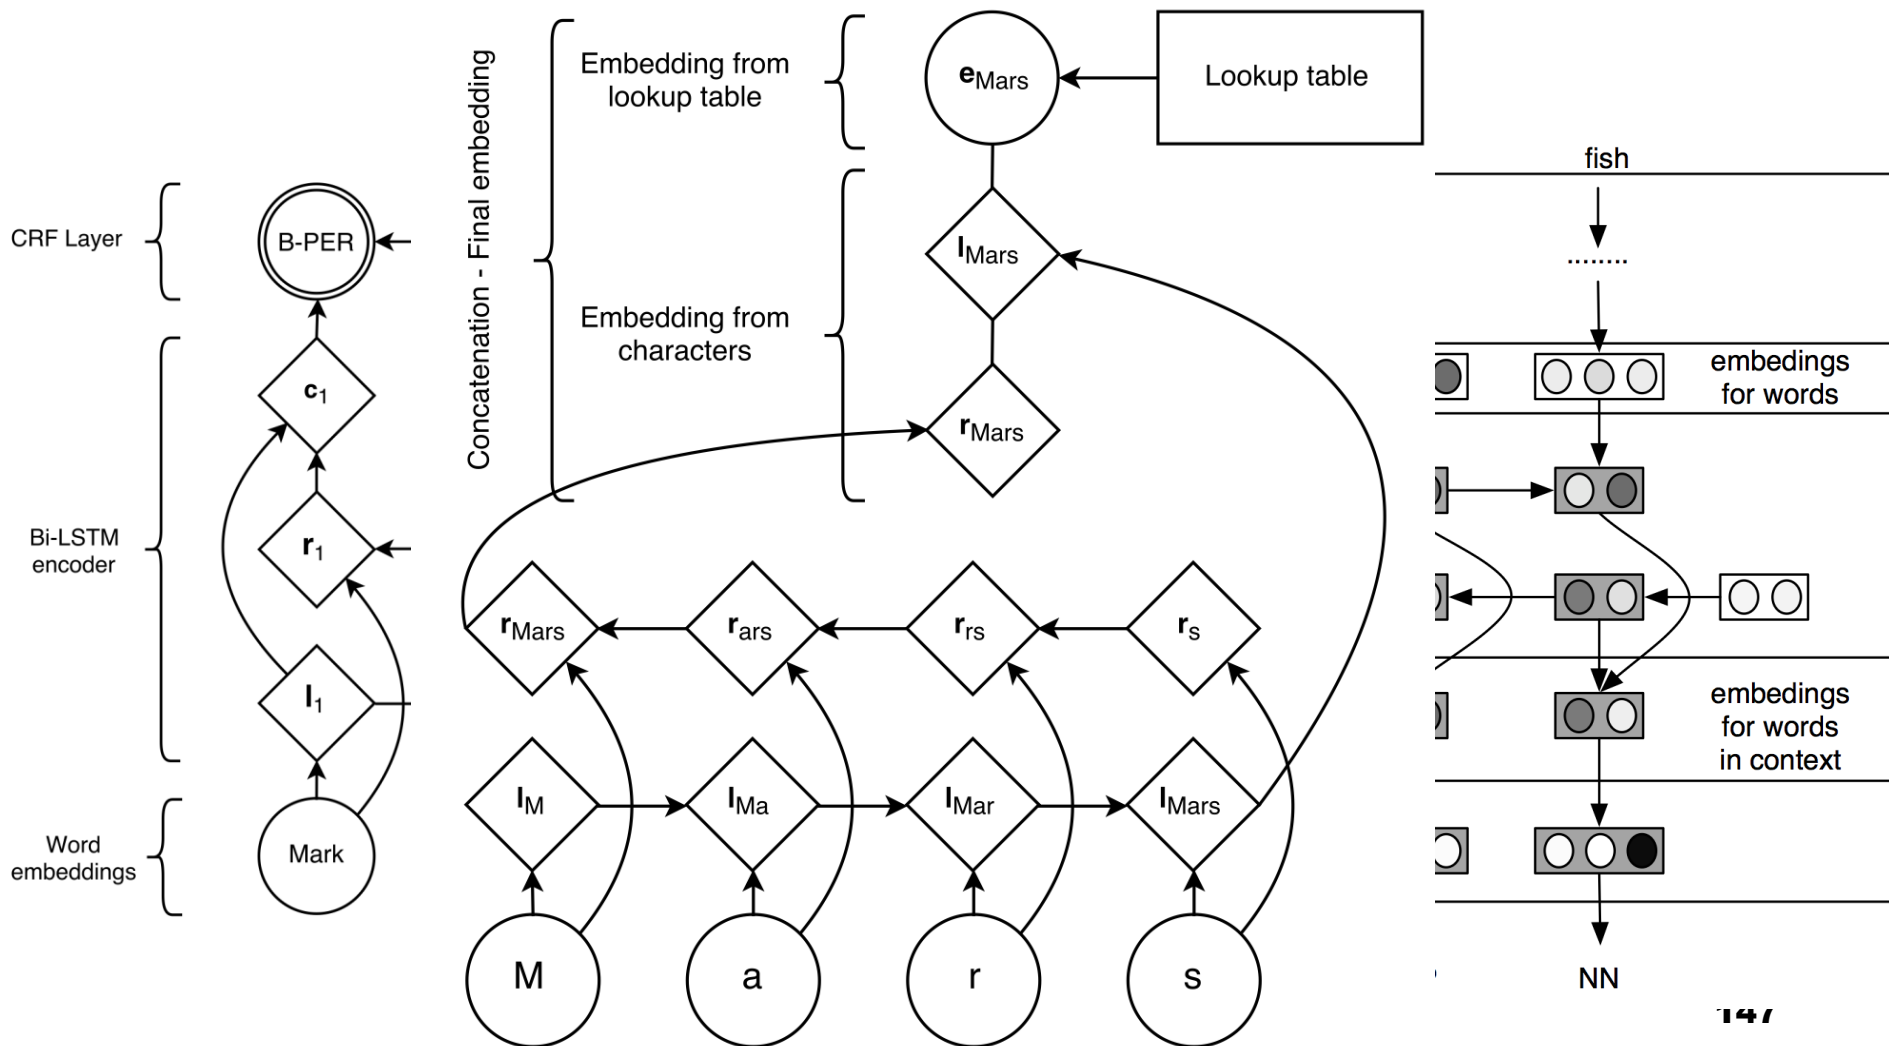 CRF Layer
B-PER
c1
Bi-LSTM
encoder
r1
l1
Word
embeddings
Mark
Concatenation - Final embedding
Embedding from
lookup table
eMars
Lookup table
Embedding from
characters
lMars
rMars
rMars
rars
rrs
rs
lM
lMa
lMar
lMars
M
a
r
s
fish
........
embedings
for words
embedings
for words
in context
NN
147